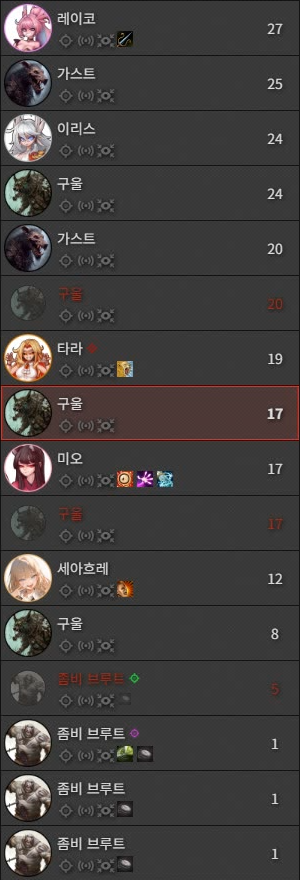 레이코
27
가스트
25
이리스
24
구울
24
가스트
20
구울
20
타라
19
구울
17
미오
17
구울
17
세아흐레
12
구울
8
좀비 브루트
5
좀비 브루트
1
좀비 브루트
1
좀비 브루트
1